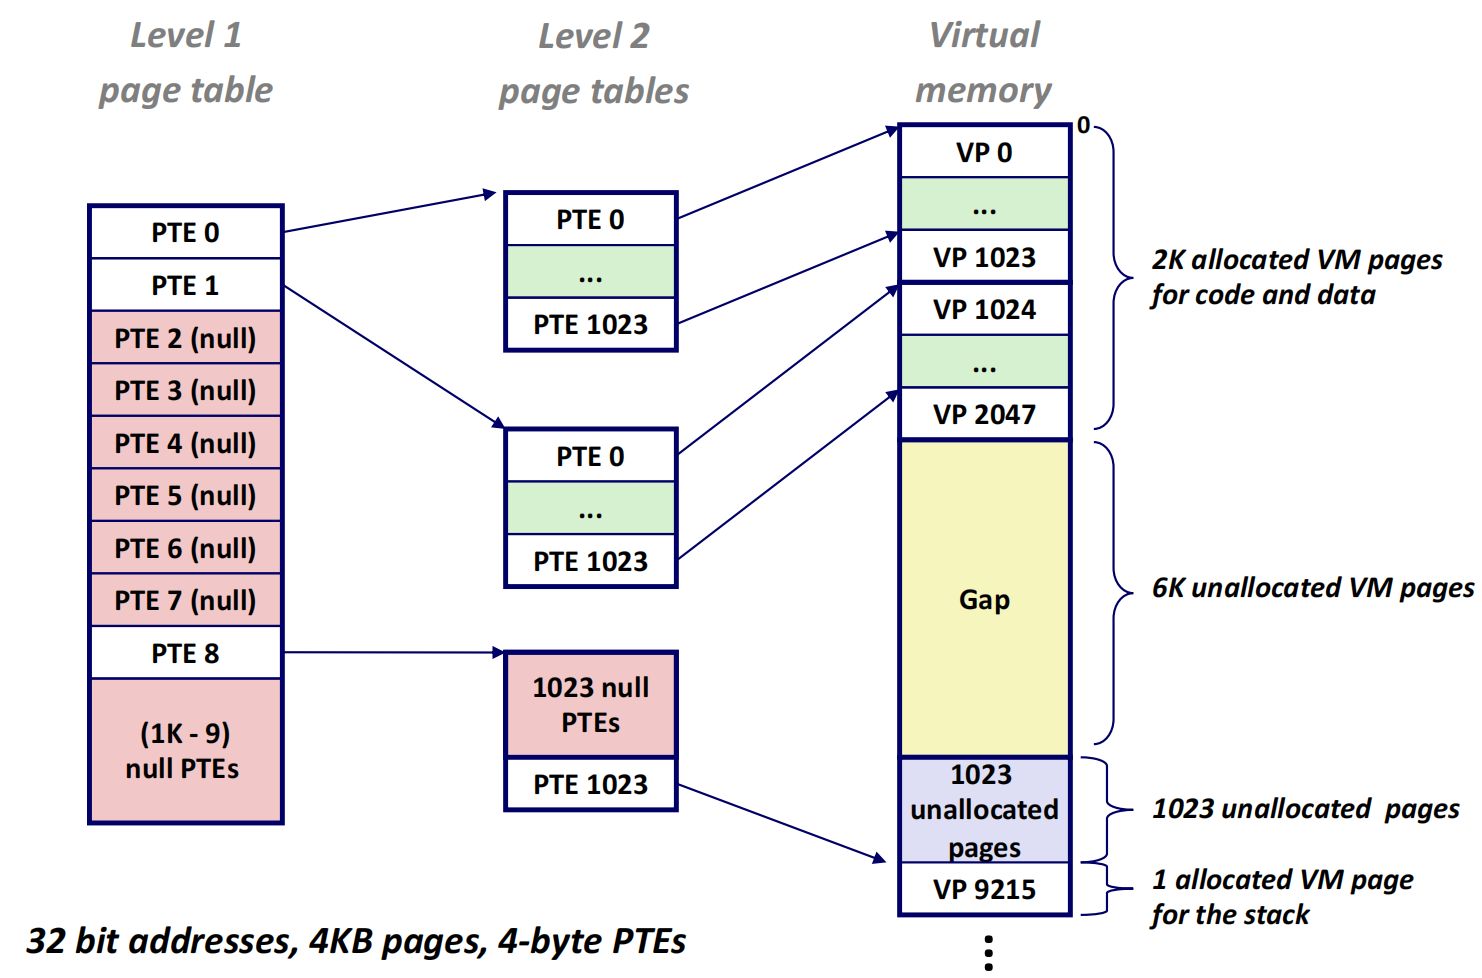 Level 1
page table
Level 2
page tables
Virtual
memory
PTE 0
PTE 1
PTE 2 (null)
PTE 3 (null)
PTE 4 (null)
PTE 5 (null)
PTE 6 (null)
PTE 7 (null)
PTE 8
(1K - 9)
null PTEs
PTE 0
...
PTE 1023
PTE 0
...
PTE 1023
1023 null
PTEs
PTE 1023
0
VP 0
...
VP 1023
VP 1024
...
VP 2047
Gap
1023
unallocated
pages
VP 9215
2K allocated VM pages
for code and data
6K unallocated VM pages
1023 unallocated pages
1 allocated VM page
for the stack
32 bit addresses, 4KB pages, 4-byte PTEs